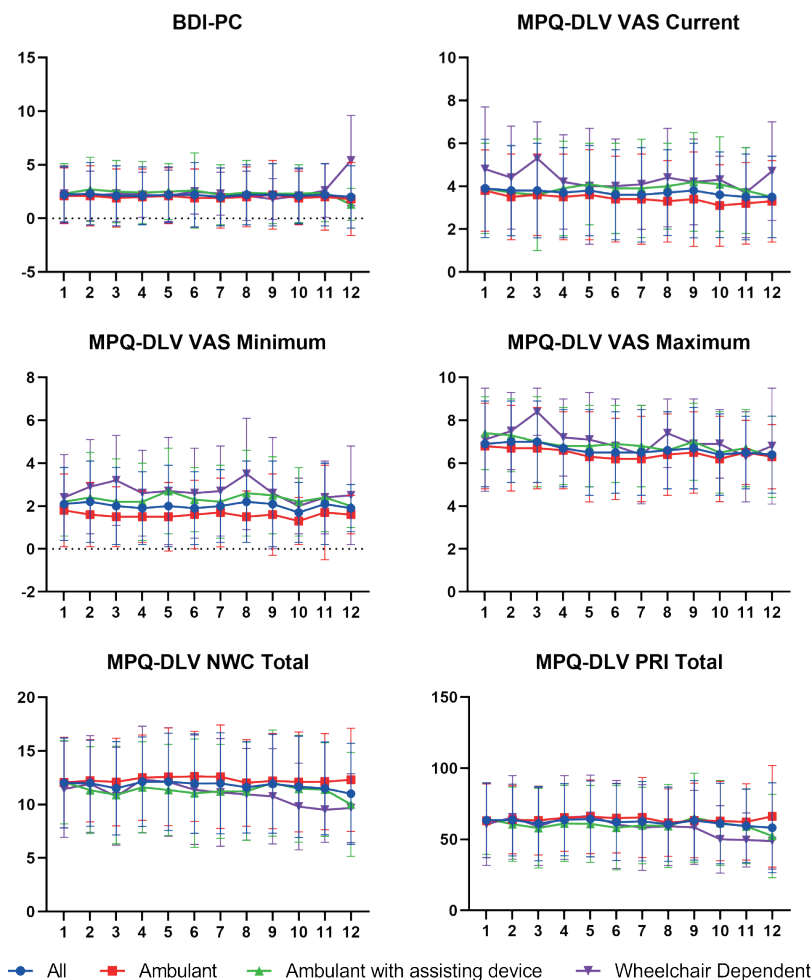 BDI-PC
15
10
5
0
-5
1 2 3 4 5 6 7 8 9 10 11 12
MPQ-DLV VAS Current
10
8
6
4
2
0
1 2 3 4 5 6 7 8 9 10 11 12
MPQ-DLV VAS Minimum
8
6
4
2
0
-2
1 2 3 4 5 6 7 8 9 10 11 12
MPQ-DLV VAS Maximum
10
8
6
4
2
0
1 2 3 4 5 6 7 8 9 10 11 12
MPQ-DLV NWC Total
20
15
10
5
0
1 2 3 4 5 6 7 8 9 10 11 12
MPQ-DLV PRI Total
150
100
50
0
1 2 3 4 5 6 7 8 9 10 11 12
All Ambulant Ambulant with assisting device Wheelchair Dependent